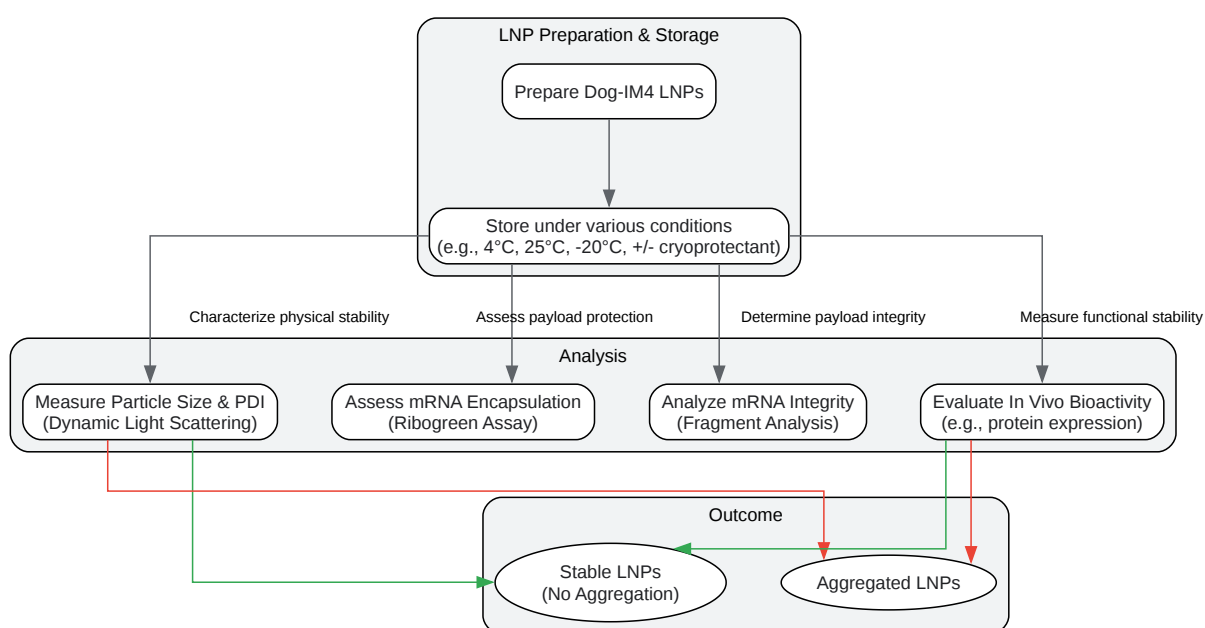 LNP Preparation & Storage
Prepare Dog-IM4 LNPs
Store under various conditions
(e.g., 4°C, 25°C, -20°C, +/- cryoprotectant)
Characterize physical stability
Assess payload protection
Determine payload integrity
Measure functional stability
Analysis
Measure Particle Size & PDI
(Dynamic Light Scattering)
Assess mRNA Encapsulation
(Ribogreen Assay)
Analyze mRNA Integrity
(Fragment Analysis)
Evaluate In Vivo Bioactivity
(e.g., protein expression)
Outcome
Stable LNPs
(No Aggregation)
Aggregated LNPs